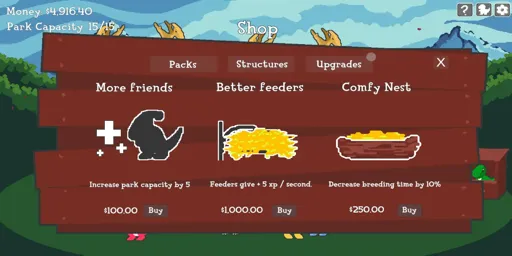 Money: $4,916.40
Park Capacity 15/15
Shop
?
Packs Structures Upgrades X
More friends Better feeders Comfy Nest
Increase park capacity by 5 Feeders give + 5 xp / second. Decrease breeding time by 10%
$100.00 Buy $1,000.00 Buy $250.00 Buy